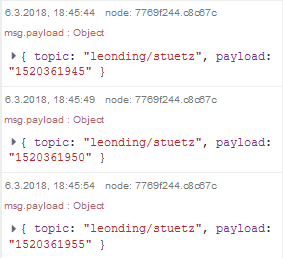 6.3.2018, 18:45:44 node: 7769f244.c8c67c
msg.payload : Object
▸ { topic: "leonding/stuetz", payload:
"1520361945" }
6.3.2018, 18:45:49 node: 7769f244.c8c67c
msg.payload : Object
▸ { topic: "leonding/stuetz", payload:
"1520361950" }
6.3.2018, 18:45:54 node: 7769f244.c8c67c
msg.payload : Object
▸ { topic: "leonding/stuetz", payload:
"1520361955" }